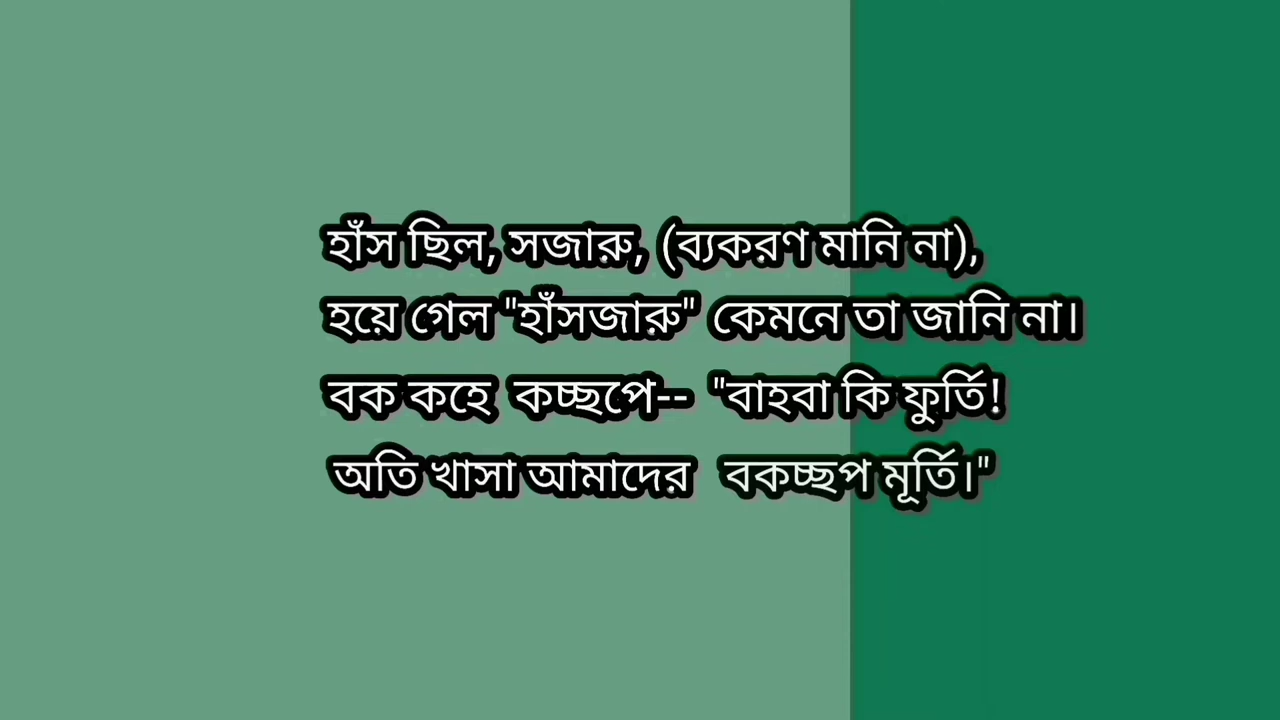 হাঁস ছিল, সজারু, (ব্যকরণ মানি না),
হয়ে গেল "হাঁসজারু" কেমনে তা জানি না।
বক কহে কচ্ছপে-- "বাহবা কি ফুর্তি!
অতি খাসা আমাদের বকচ্ছপ মূর্তি।"